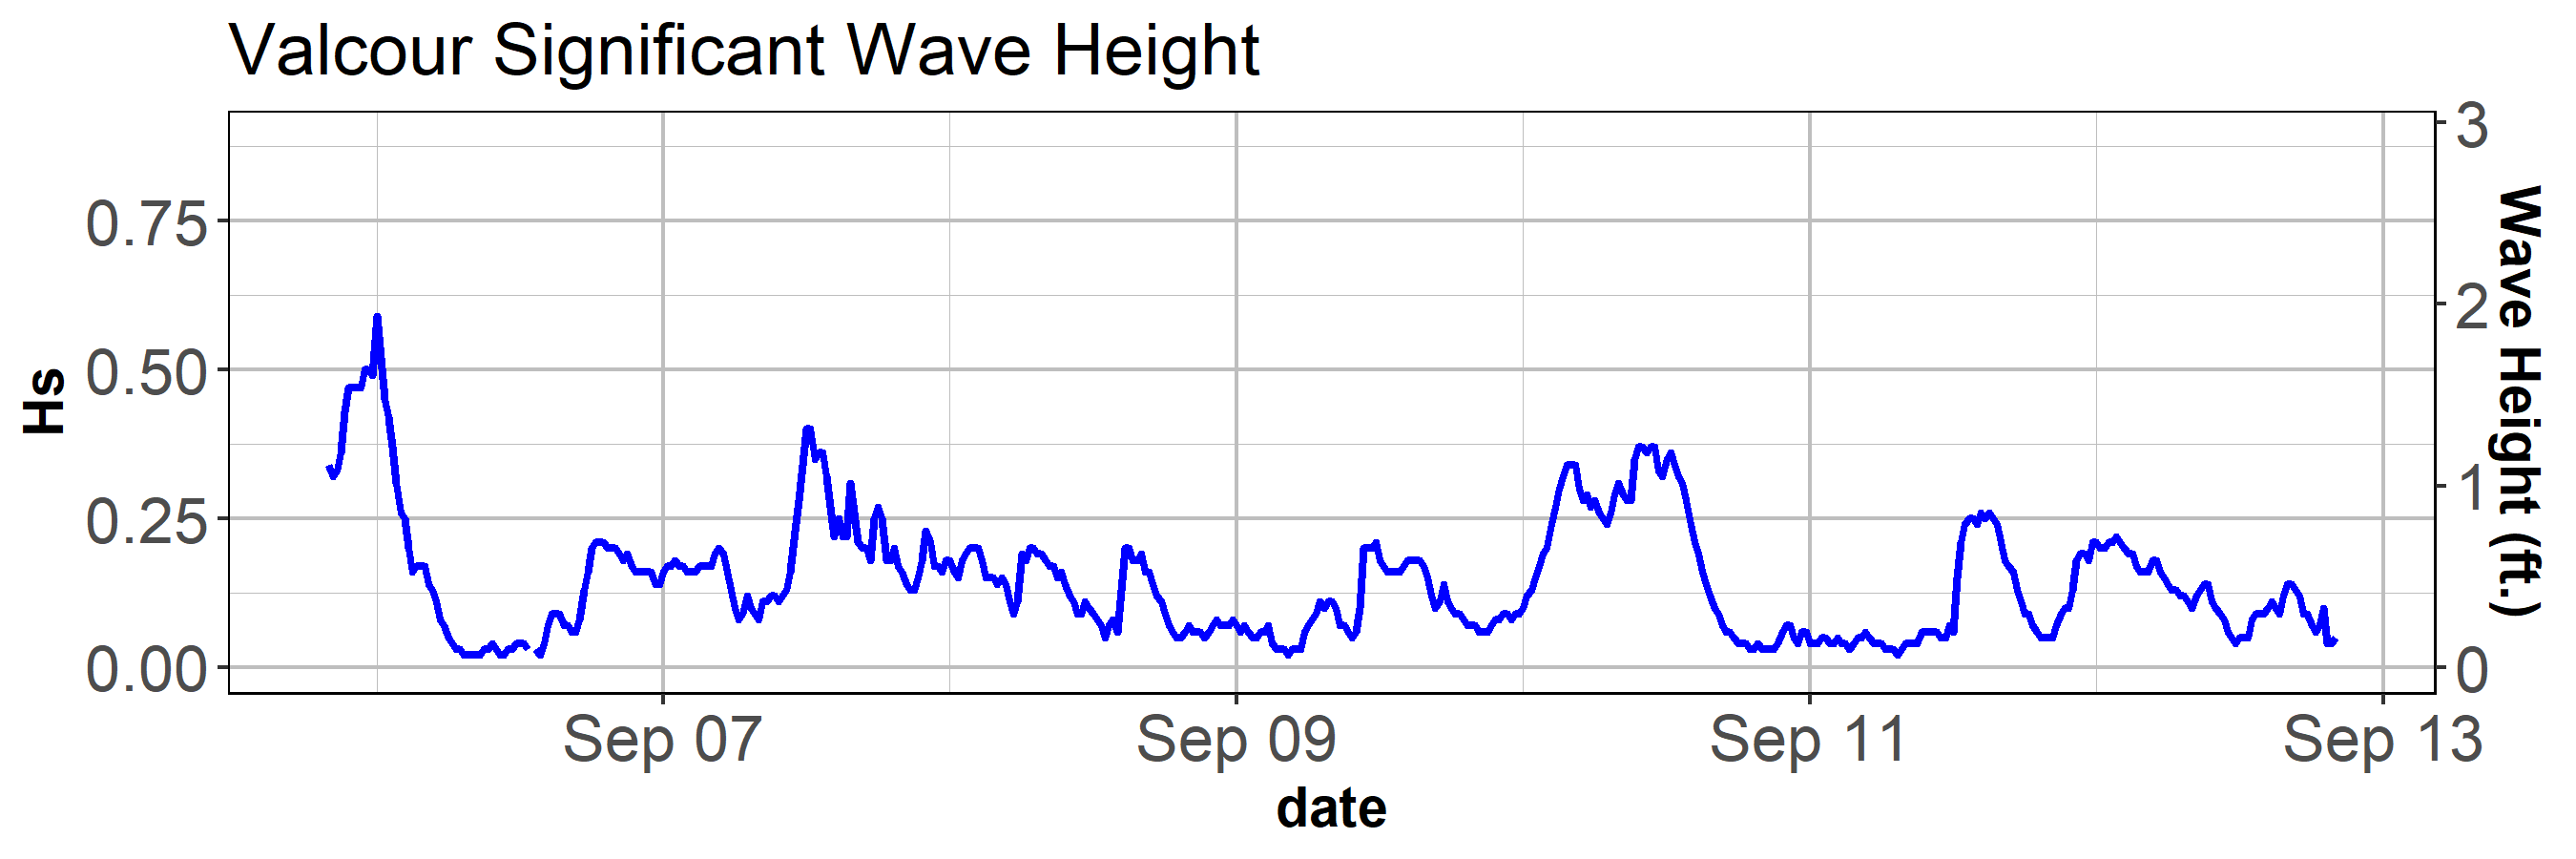 Valcour Significant Wave Height
Hs
0.75
0.50
0.25
0.00
3
2
1
0
Wave Height (ft.)
Sep 07
Sep 09
Sep 11
Sep 13
date